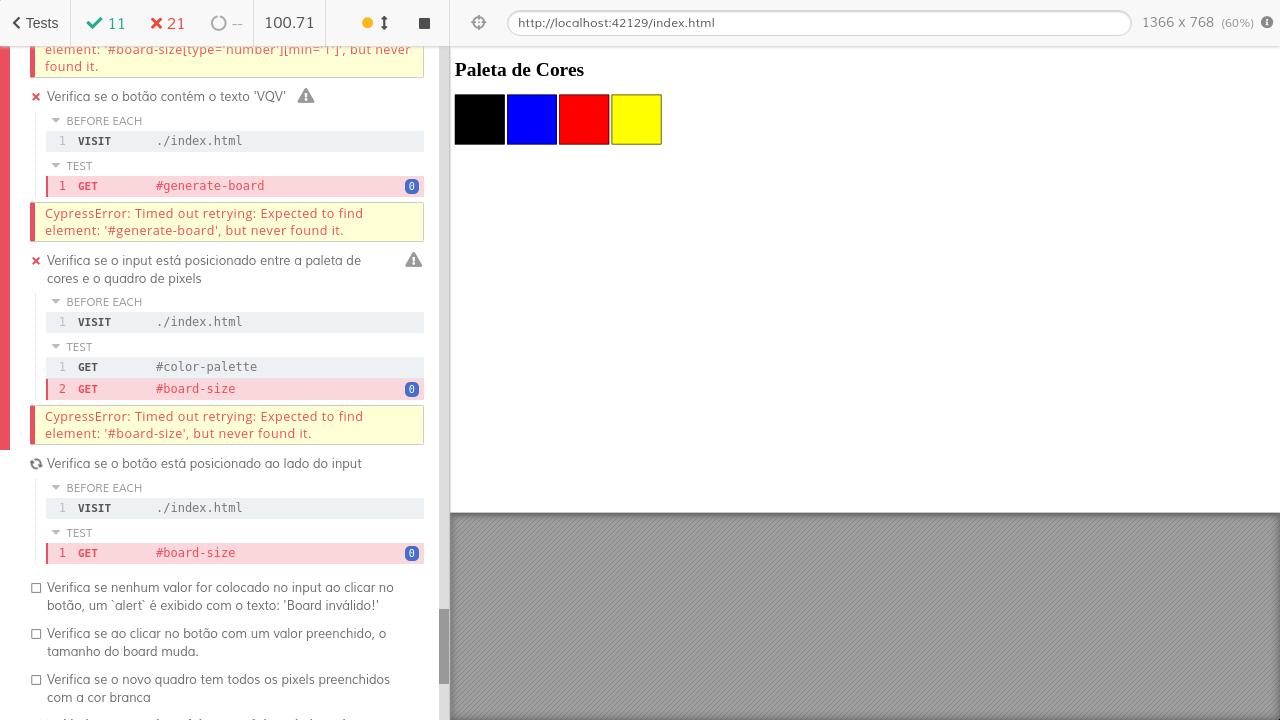 Tests
11
21
--
100.71
http://localhost:42129/index.html
1366 x 768 (60%)
element: '#board-size[type='number'][min='1']', but never
found it.
Verifica se o botão contém o texto 'VQV'
BEFORE EACH
1 VISIT ./index.html
TEST
1 GET #generate-board 0
CypressError: Timed out retrying: Expected to find
element: '#generate-board', but never found it.
Verifica se o input está posicionado entre a paleta de
cores e o quadro de pixels
BEFORE EACH
1 VISIT ./index.html
TEST
1 GET #color-palette
2 GET #board-size 0
CypressError: Timed out retrying: Expected to find
element: '#board-size', but never found it.
Verifica se o botão está posicionado ao lado do input
BEFORE EACH
1 VISIT ./index.html
TEST
1 GET #board-size 0
Verifica se nenhum valor for colocado no input ao clicar no
botão, um `alert` é exibido com o texto: 'Board inválido!'
Verifica se ao clicar no botão com um valor preenchido, o
tamanho do board muda.
Verifica se o novo quadro tem todos os pixels preenchidos
com a cor branca
Paleta de Cores